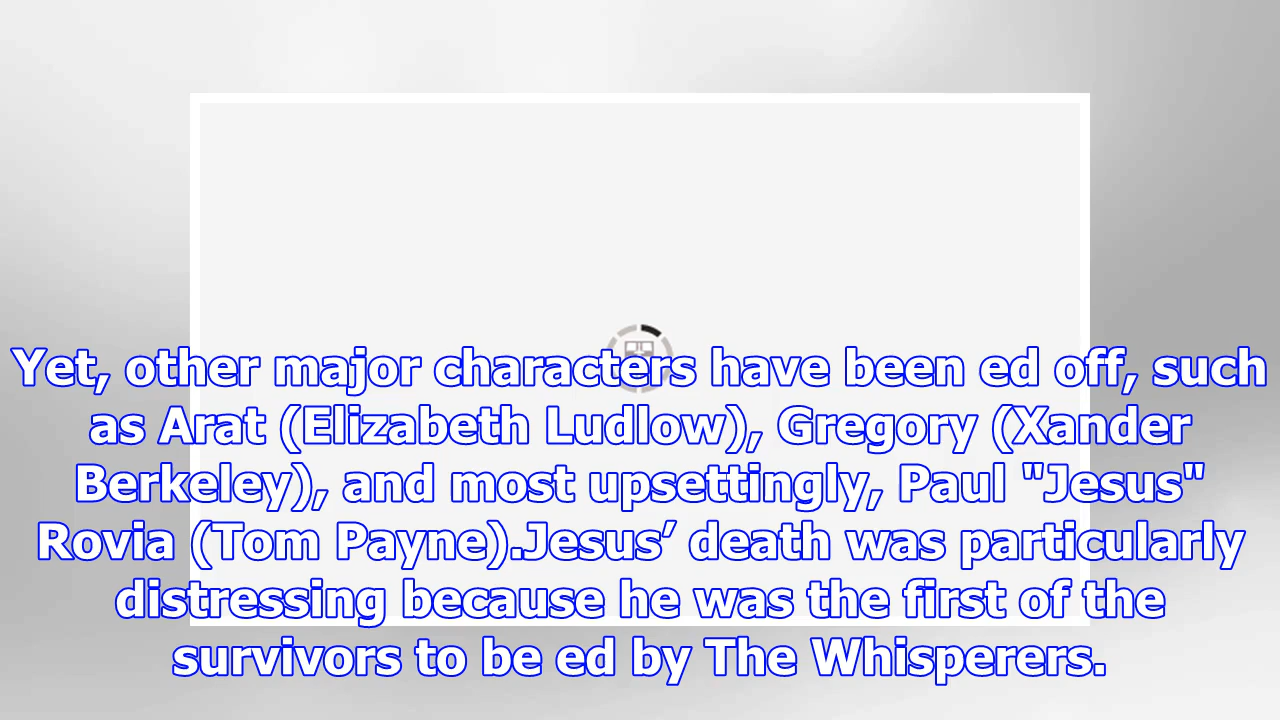 Yet, other major characters have been ed off, such
as Arat (Elizabeth Ludlow), Gregory (Xander
Berkeley), and most upsettingly, Paul "Jesus"
Rovia (Tom Payne).Jesus’ death was particularly
distressing because he was the first of the
survivors to be ed by The Whisperers.